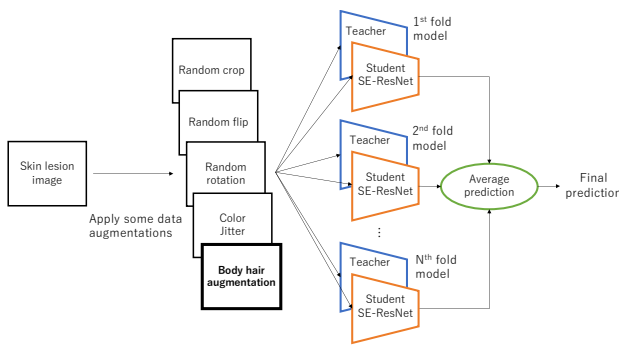 Skin lesion
image
Apply some data
augmentations
Random crop
Random flip
Random
rotation
Color
Jitter
Body hair
augmentation
Teacher
Student
SE-ResNet
1st fold
model
Teacher
Student
SE-ResNet
2nd fold
model
⋮
Teacher
Student
SE-ResNet
Nth fold
model
Average
prediction
Final
prediction